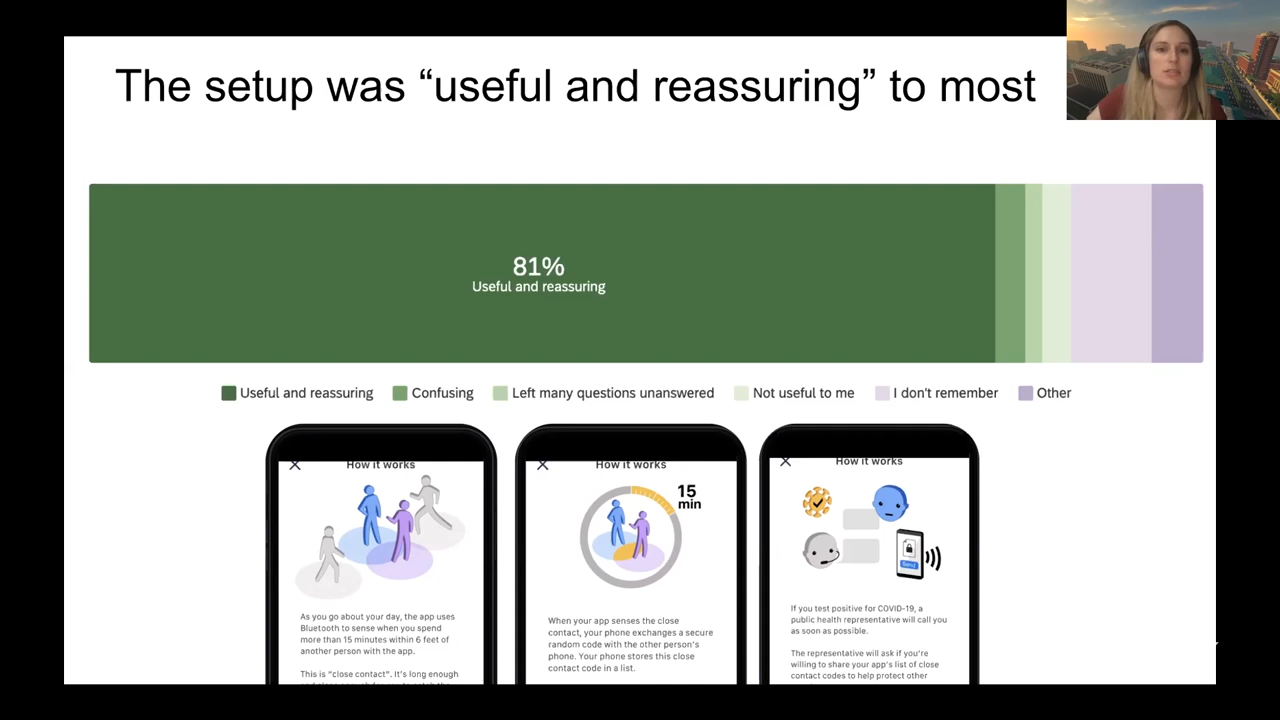 The setup was “useful and reassuring” to most
81%
Useful and reassuring
Useful and reassuring
Confusing
Left many questions unanswered
Not useful to me
I don't remember
Other
How it works
As you go about your day, the app uses
Bluetooth to sense when you spend
more than 15 minutes within 6 feet of
another person with the app.
This is “close contact”. It's long enough
How it works
15
min
When your app senses the close
contact, your phone exchanges a secure
random code with the other person's
phone. Your phone stores this close
contact code in a list.
How it works
Send
If you test positive for COVID-19, a
public health representative will call you
as soon as possible.
The representative will ask if you're
willing to share your app's list of close
contact codes to help protect other